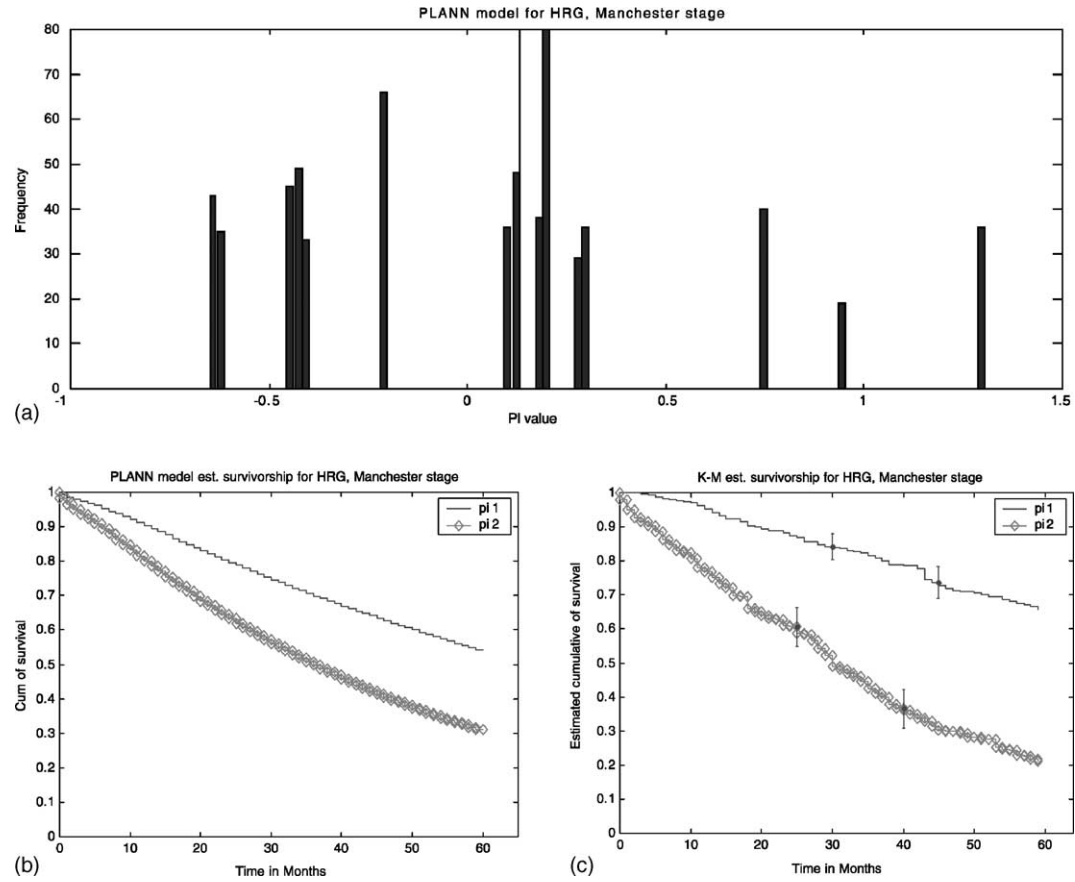 PLANN model for HRG, Manchester stage
80
70
60
50
40
30
20
10
0
Frequency
-1 -0.5 0 0.5 1 1.5
PI value
(a)
PLANN model est. survivorship for HRG, Manchester stage
1
0.9
0.8
0.7
0.6
0.5
0.4
0.3
0.2
0.1
0
Cum of survival
pi 1
pi 2
0 10 20 30 40 50 60
Time in Months
(b)
K-M est. survivorship for HRG, Manchester stage
1
0.9
0.8
0.7
0.6
0.5
0.4
0.3
0.2
0.1
0
Estimated cumulative of survival
pi 1
pi 2
0 10 20 30 40 50 60
Time in Months
(c)